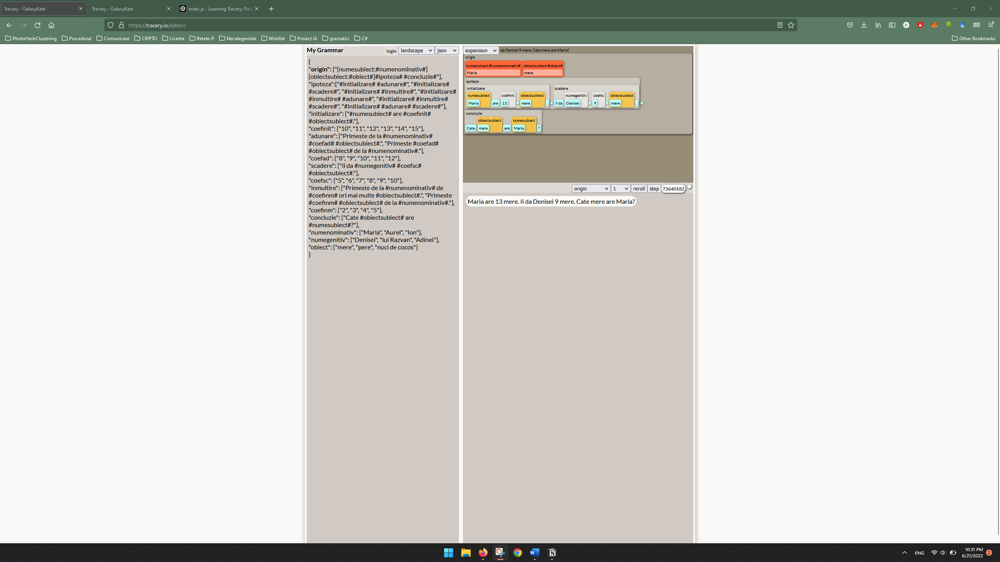 Tracery - GalaxyKate
Tracery - GalaxyKate
index.js - Learning Tracery: Part
https://tracery.io/editor/
PhotoHashClustering Procedural Comunicare CRIPTO Licenta Retele-P Necategorisite Wishlist Proiect IA gramatici C# Other Bookmarks
My Grammar login landscape json
{
"origin": ["[numesubiect:#numenominativ#]
[obiectsubiect:#obiect#]#ipoteza# #concluzie#"],
"ipoteza":["#initializare# #adunare#", "#initializare#
#scadere#", "#initializare# #inmultire#", "#initializare#
#inmultire# #adunare#", "#initializare# #inmultire#
#scadere#", "#initializare# #adunare# #scadere#"],
"initializare": ["#numesubiect# are #coefinit#
#obiectsubiect#."],
"coefinit": ["10", "11", "12", "13", "14", "15"],
"adunare": ["Primeste de la #numenominativ#
#coefad# #obiectsubiect#.", "Primeste #coefad#
#obiectsubiect# de la #numenominativ#."],
"coefad": ["8", "9", "10", "11", "12"],
"scadere": ["Ii da #numegenitiv# #coefsc#
#obiectsubiect#."],
"coefsc": ["5", "6", "7", "8", "9", "10"],
"inmultire": ["Primeste de la #numenominativ# de
#coefinm# ori mai multe #obiectsubiect#.", "Primeste
#coefinm# #obiectsubiect# de la #numenominativ#."],
"coefinm": ["2", "3", "4", "5"],
"concluzie": ["Cate #obiectsubiect# are
#numesubiect#?"],
"numenominativ": ["Maria", "Aurel", "Ion"],
"numegenitiv": ["Denisei", "lui Razvan", "Adinei"],
"obiect": ["mere", "pere", "nuci de cocos"]
}
expansion da Denisei 9 mere. Cate mere are Maria?
origin
numesubiect:#numenominativ# obiectsubiect:#obiect#
Maria mere
ipoteza
initializare scadere
numesubiect coefinit obiectsubiect numegenitiv coefsc obiectsubiect
Maria are 13 mere . Ii da Denisei 9 mere .
concluzie
obiectsubiect numesubiect
Cate mere are Maria ?
origin 1 reroll step 73640182
Maria are 13 mere. Ii da Denisei 9 mere. Cate mere are Maria?
ENG
10:31 PM
6/21/2022
2